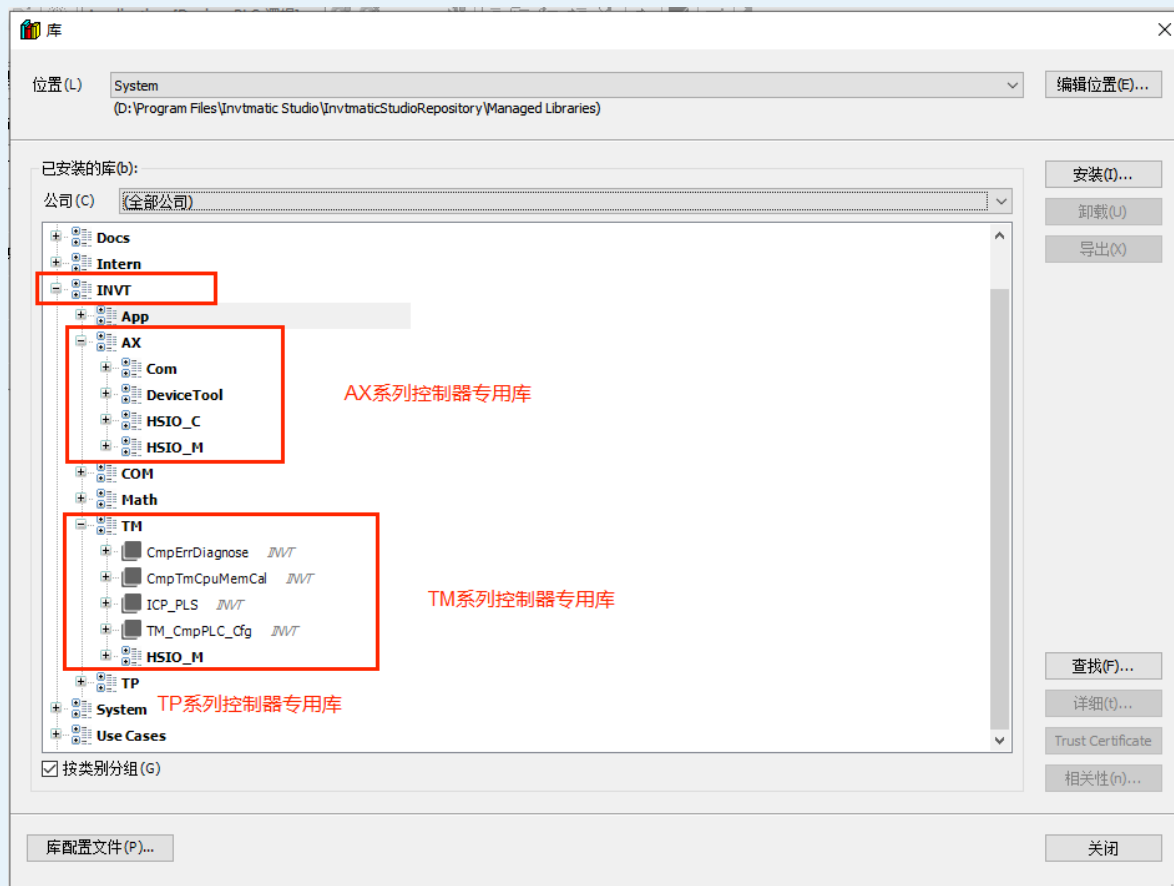 库
位置(L)
System
编辑位置(E)...
(D:\Program Files\Invtmatic Studio\InvtmaticStudioRepository\Managed Libraries)
已安装的库(b):
安装(I)...
公司(C)
(全部公司)
卸载(U)
导出(X)
Docs
Intern
INVT
App
AX
Com
DeviceTool
AX系列控制器专用库
HSIO_C
HSIO_M
COM
Math
TM
CmpErrDiagnose INVT
CmpTmCpuMemCal INVT
ICP_PLS INVT
TM系列控制器专用库
TM_CmpPLC_Cfg INVT
HSIO_M
TP
TP系列控制器专用库
System
Use Cases
查找(F)...
详细(t)...
Trust Certificate
相关性(n)...
按类别分组(G)
库配置文件(P)...
关闭